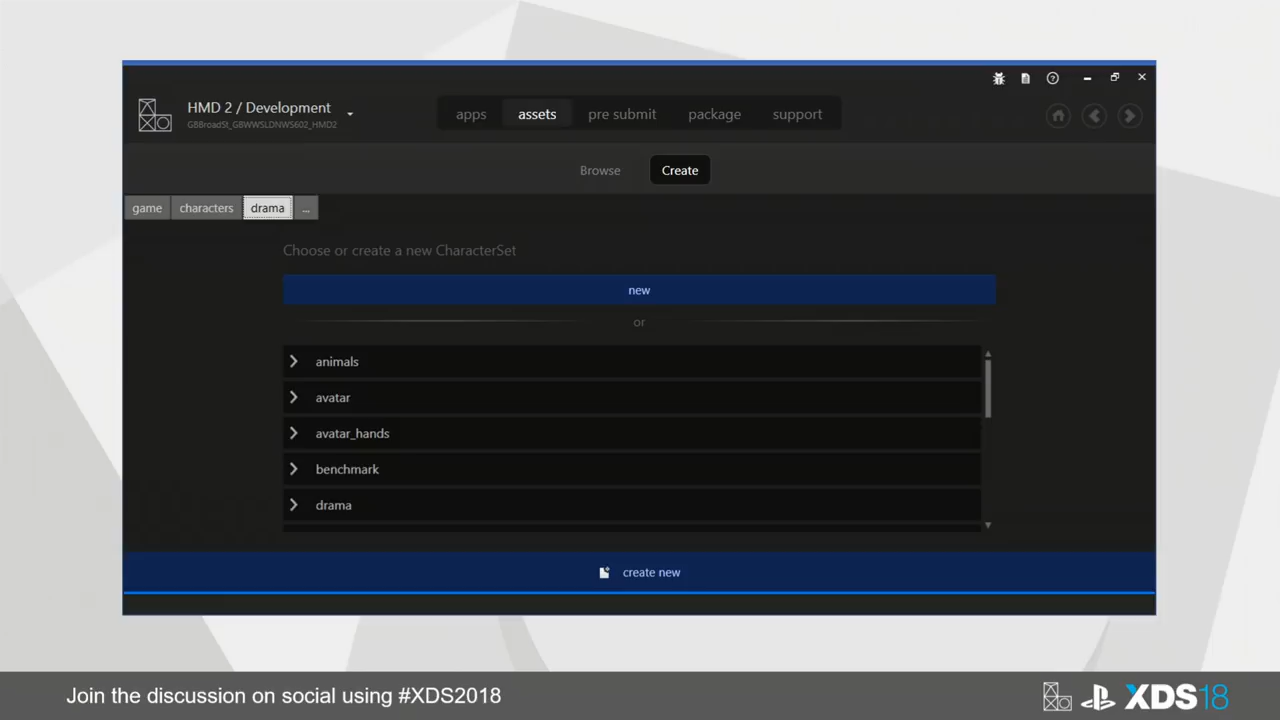 HMD 2 / Development
GBBroadSt_GBWWSLDNWS602_HMD2
apps
assets
pre submit
package
support
Browse
Create
game
characters
drama
...
Choose or create a new CharacterSet
new
or
animals
avatar
avatar_hands
benchmark
drama
create new
Join the discussion on social using #XDS2018
XDS18